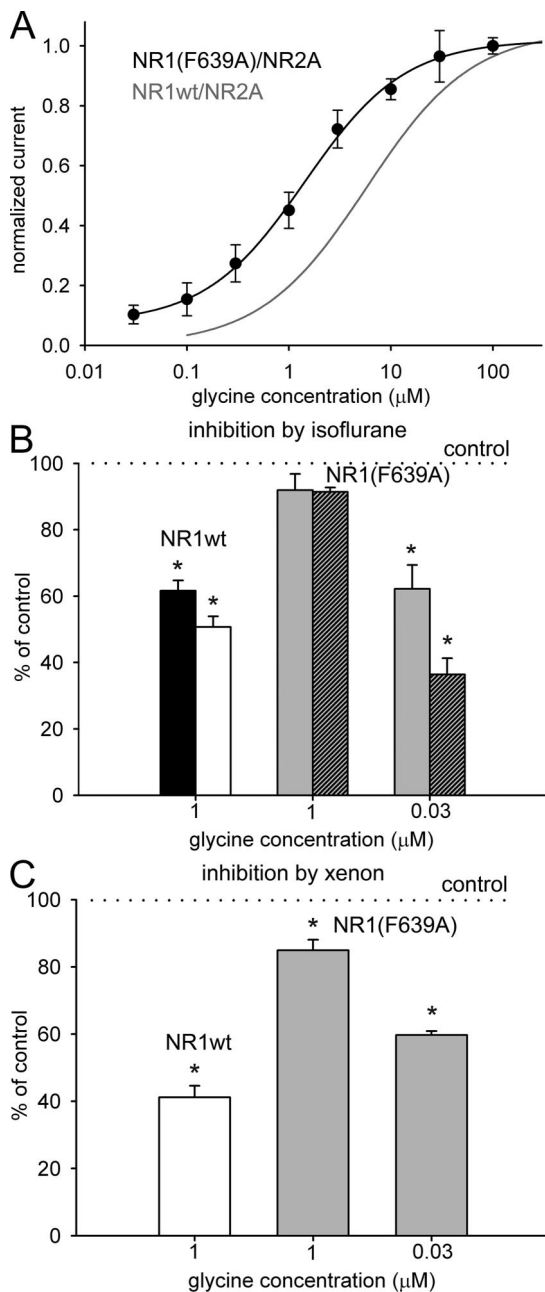 A
1.0
0.8
0.6
0.4
0.2
0.0
normalized current
NR1(F639A)/NR2A
NR1wt/NR2A
0.01 0.1 1 10 100
glycine concentration (μM)
B
inhibition by isoflurane
control
100
80
60
40
20
0
% of control
NR1(F639A)
NR1wt
* * * *
1 1 0.03
glycine concentration (μM)
C
inhibition by xenon
control
100
80
60
40
20
0
% of control
NR1(F639A)
NR1wt
* * *
1 1 0.03
glycine concentration (μM)